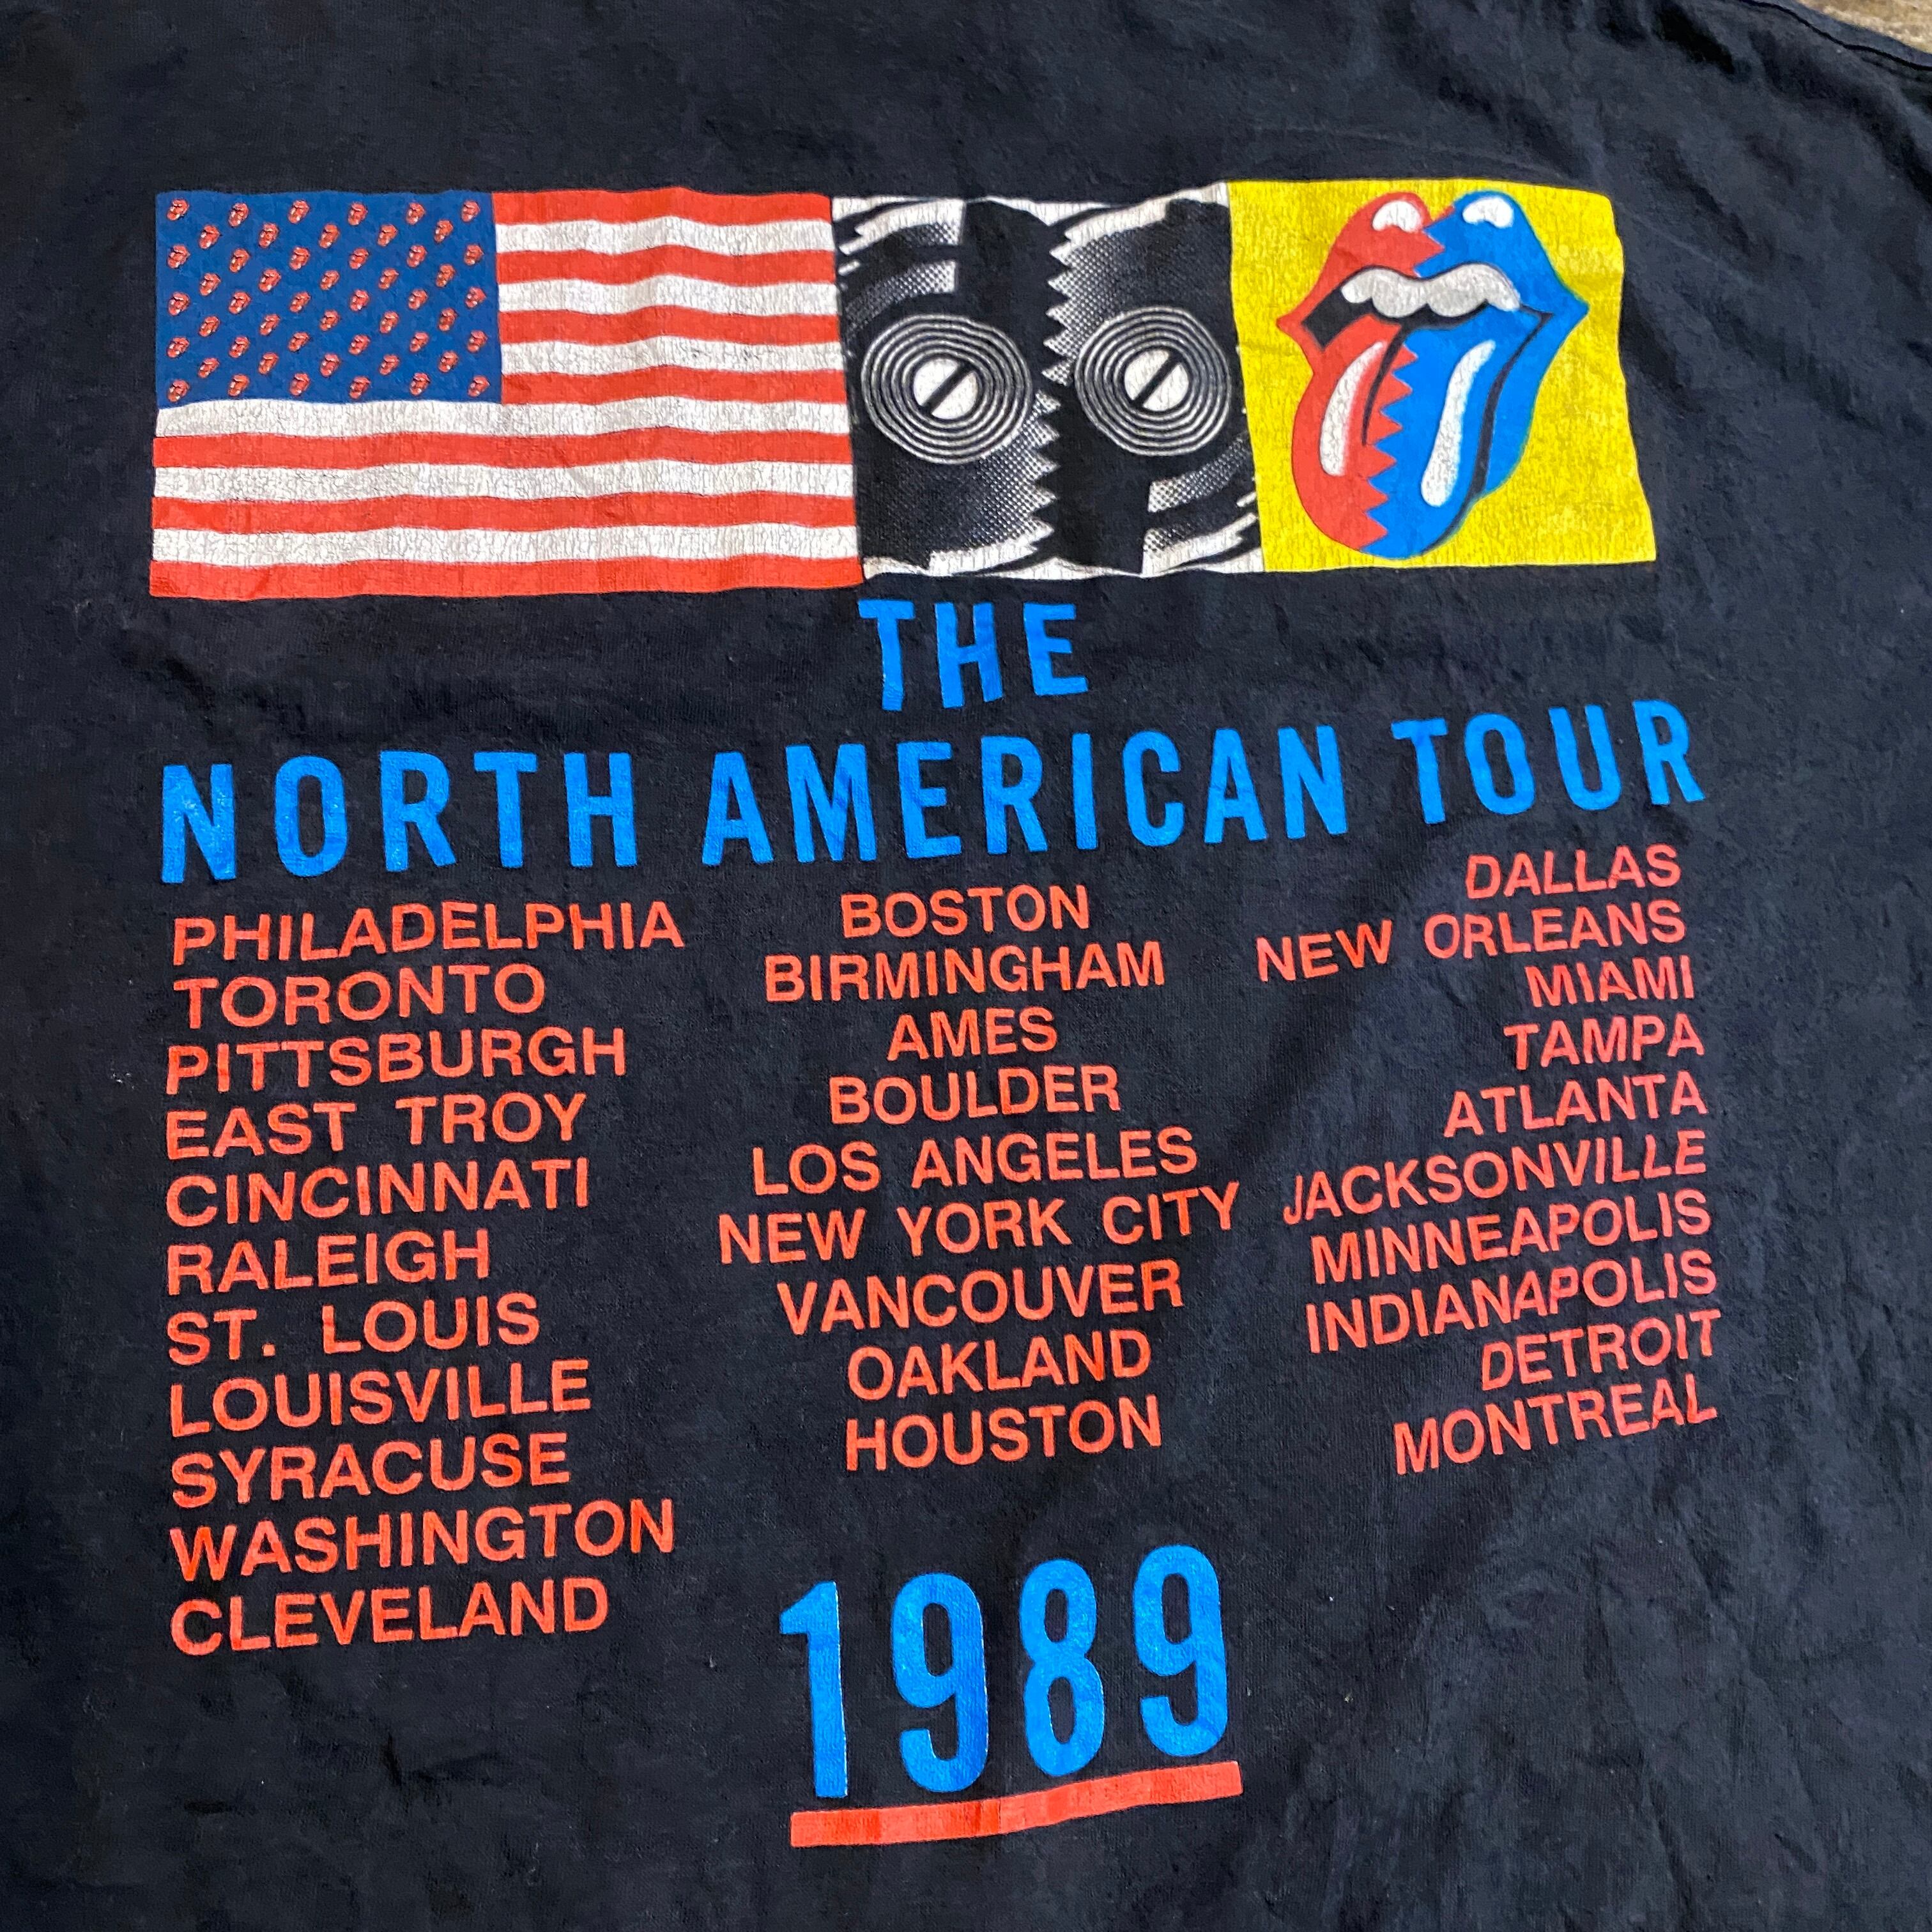 THE
NORTH AMERICAN TOUR
PHILADELPHIA
TORONTO
PITTSBURGH
EAST TROY
CINCINNATI
RALEIGH
ST. LOUIS
LOUISVILLE
SYRACUSE
WASHINGTON
CLEVELAND
BOSTON
BIRMINGHAM
AMES
BOULDER
LOS ANGELES
NEW YORK CITY
VANCOUVER
OAKLAND
HOUSTON
DALLAS
NEW ORLEANS
MIAMI
TAMPA
ATLANTA
JACKSONVILLE
MINNEAPOLIS
INDIANAPOLIS
DETROIT
MONTREAL
1989